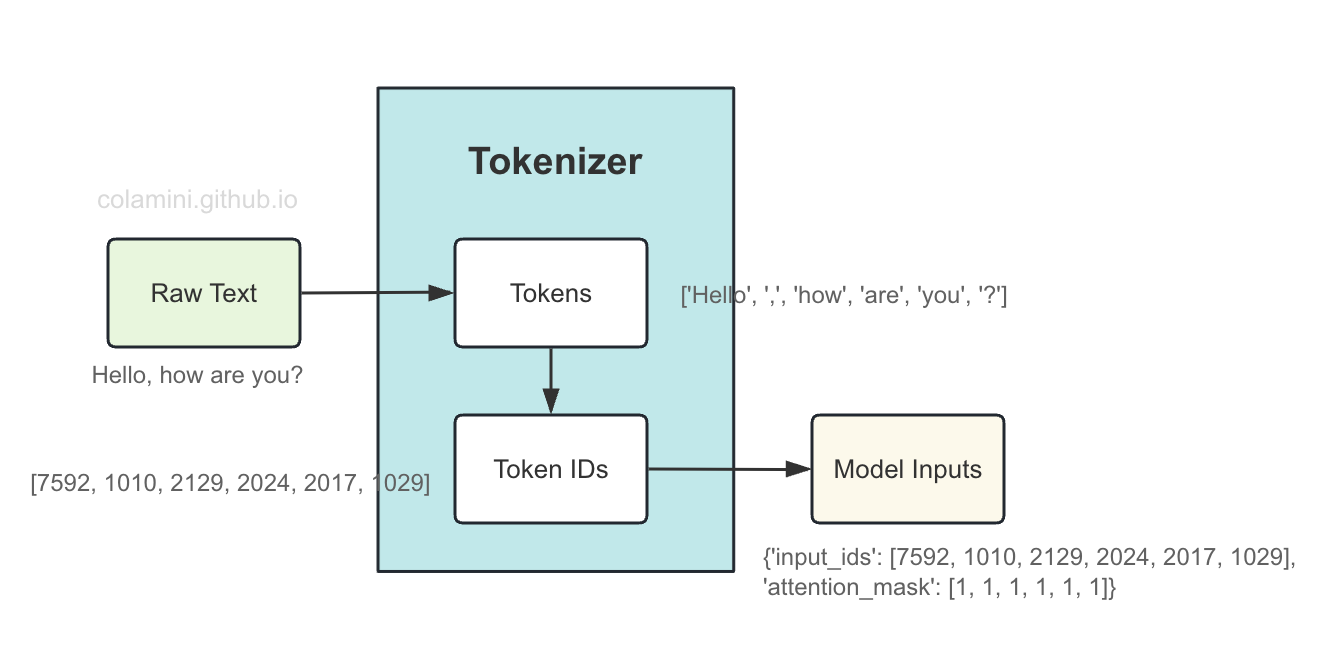 Tokenizer
colamini.github.io
Raw Text
Tokens
['Hello', ',', 'how', 'are', 'you', '?']
Hello, how are you?
Token IDs
Model Inputs
[7592, 1010, 2129, 2024, 2017, 1029]
{'input_ids': [7592, 1010, 2129, 2024, 2017, 1029],
'attention_mask': [1, 1, 1, 1, 1, 1]}